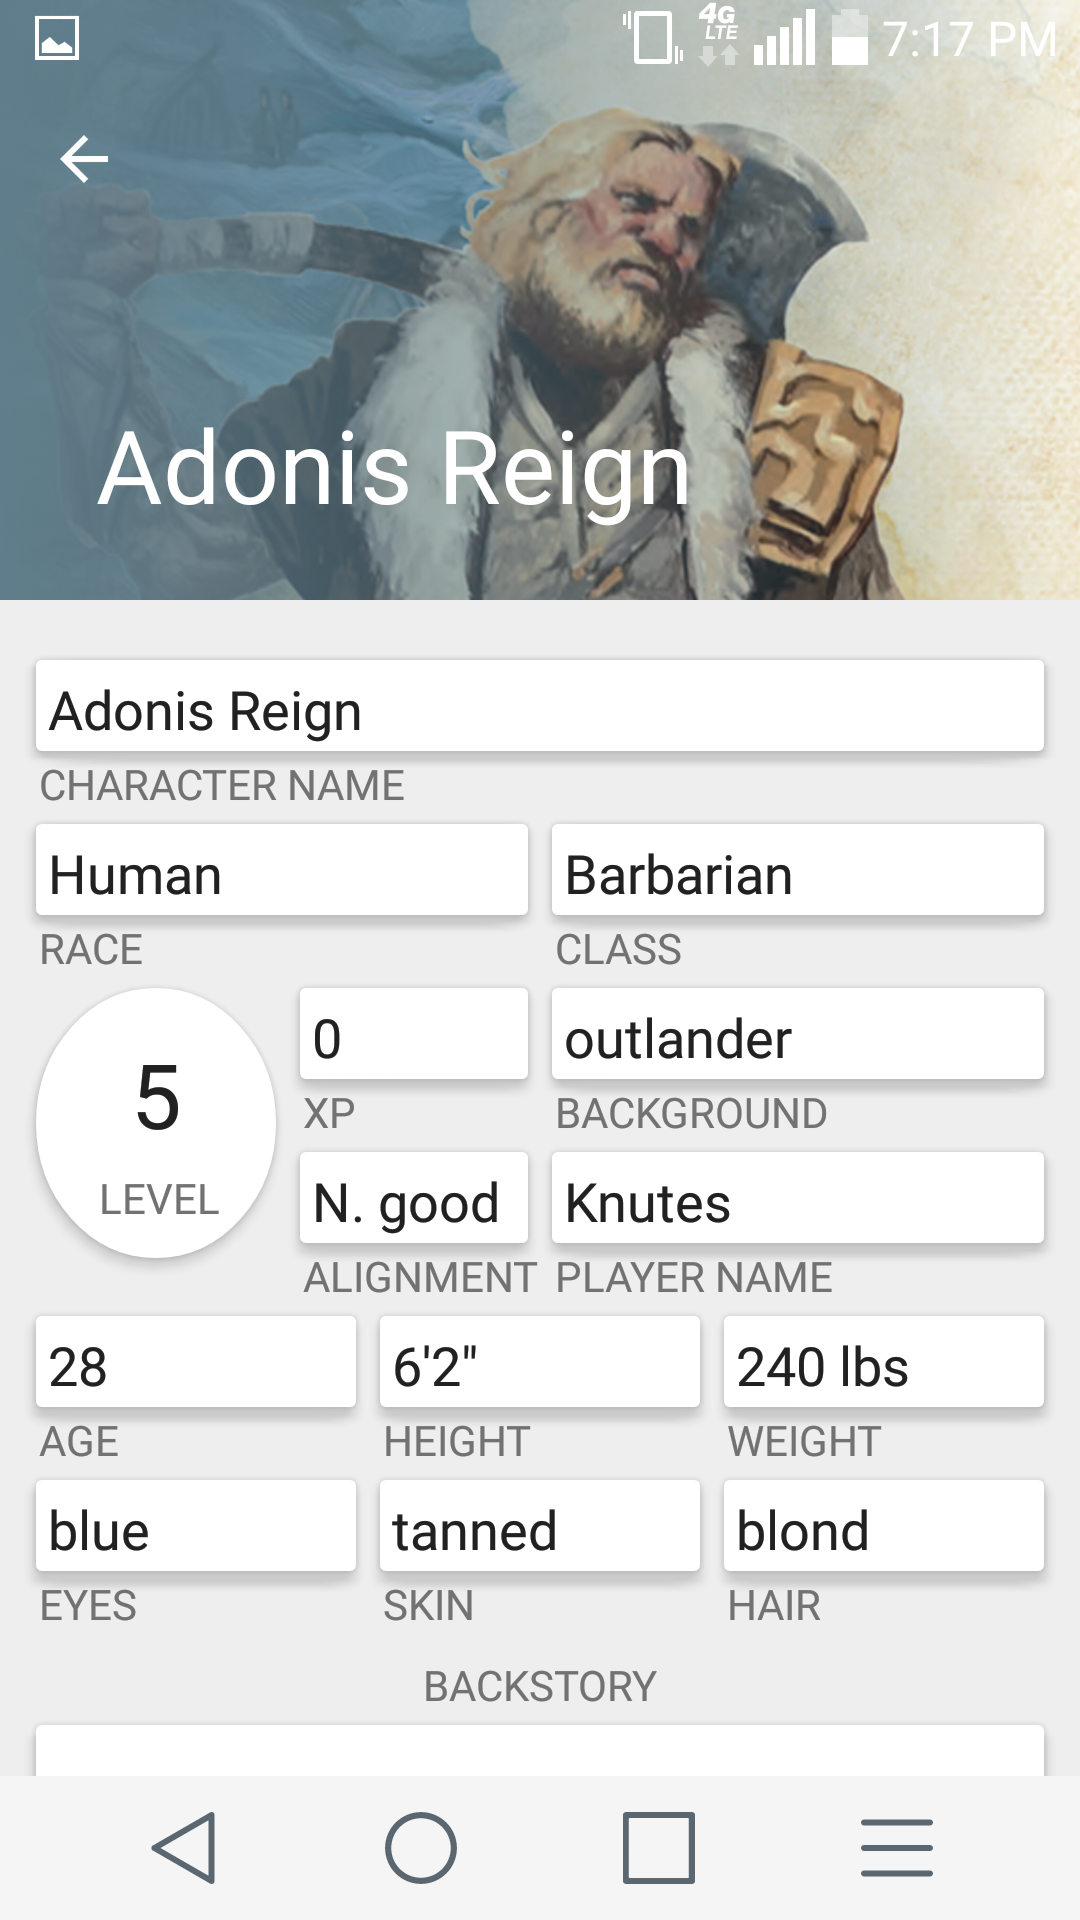 4G LTE 7:17 PM
Adonis Reign
Adonis Reign
CHARACTER NAME
Human Barbarian
RACE CLASS
0 outlander
5 XP BACKGROUND
LEVEL N. good Knutes
ALIGNMENT PLAYER NAME
28 6'2" 240 lbs
AGE HEIGHT WEIGHT
blue tanned blond
EYES SKIN HAIR
BACKSTORY